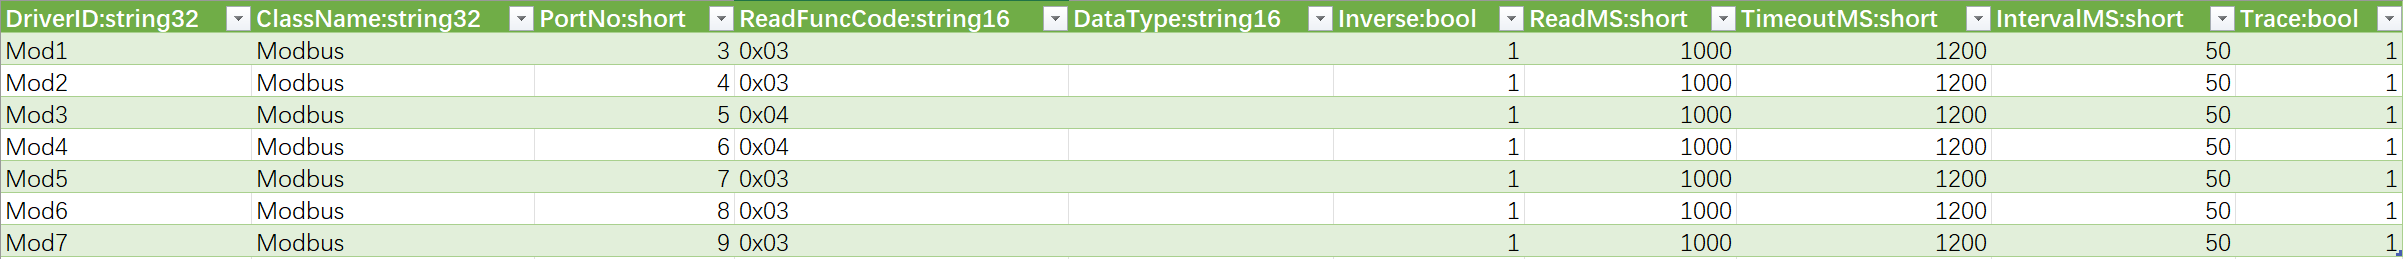 DriverID:string32 ClassName:string32 PortNo:short ReadFuncCode:string16 DataType:string16 Inverse:bool ReadMS:short TimeoutMS:short IntervalMS:short Trace:bool
Mod1 Modbus 3 0x03 1 1000 1200 50 1
Mod2 Modbus 4 0x03 1 1000 1200 50 1
Mod3 Modbus 5 0x04 1 1000 1200 50 1
Mod4 Modbus 6 0x04 1 1000 1200 50 1
Mod5 Modbus 7 0x03 1 1000 1200 50 1
Mod6 Modbus 8 0x03 1 1000 1200 50 1
Mod7 Modbus 9 0x03 1 1000 1200 50 1